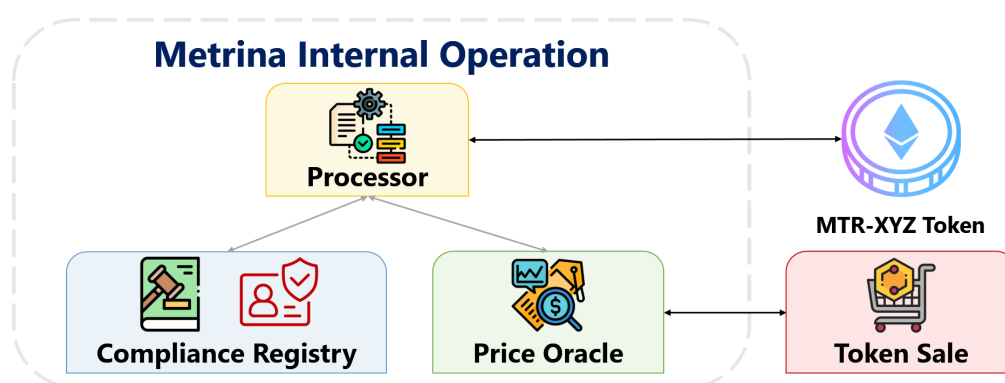 Metrina Internal Operation
Processor
MTR-XYZ Token
Compliance Registry
Price Oracle
Token Sale